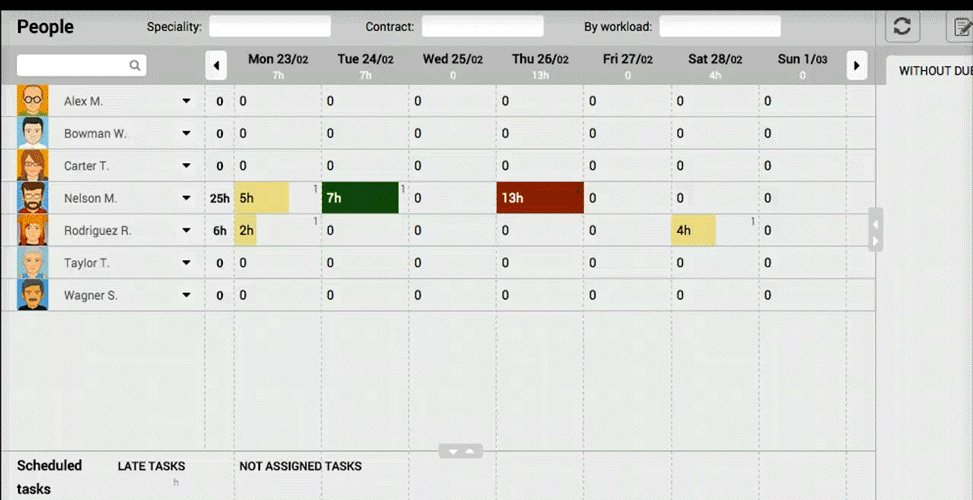 People Speciality: Contract: By workload:
Mon 23/02 Tue 24/02 Wed 25/02 Thu 26/02 Fri 27/02 Sat 28/02 Sun 1/03
7h 7h 0 13h 0 4h 0
WITHOUT DUE
Alex M. 0 0 0 0 0 0 0 0
Bowman W. 0 0 0 0 0 0 0 0
Carter T. 0 0 0 0 0 0 0 0
Nelson M. 25h 5h 1 7h 1 0 13h 0 0 0
Rodriguez R. 6h 2h 1 0 0 0 0 4h 1 0
Taylor T. 0 0 0 0 0 0 0 0
Wagner S. 0 0 0 0 0 0 0 0
Scheduled LATE TASKS NOT ASSIGNED TASKS
tasks h